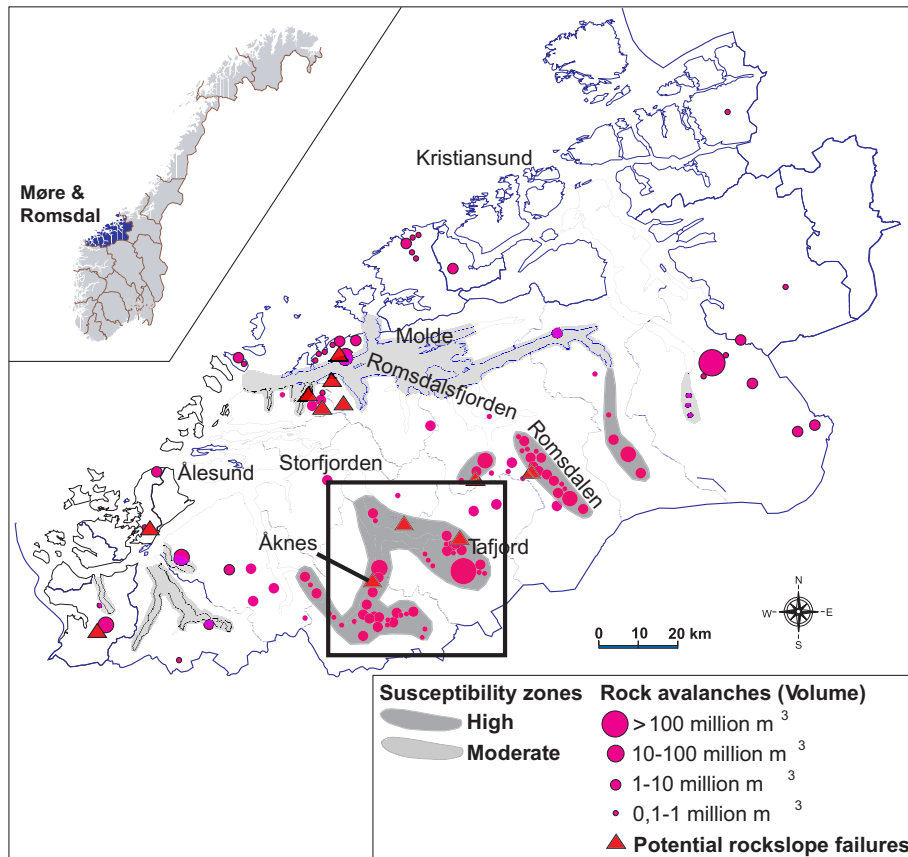 Møre &
Romsdal
Kristiansund
Molde
Romsdalsfjorden
Romsdalen
Ålesund
Storfjorden
Åknes
Tafjord
N
W
E
S
0 10 20 km
Susceptibility zones
High
Moderate
Rock avalanches (Volume)
>100 million m 3
10-100 million m 3
1-10 million m 3
0,1-1 million m 3
Potential rockslope failures